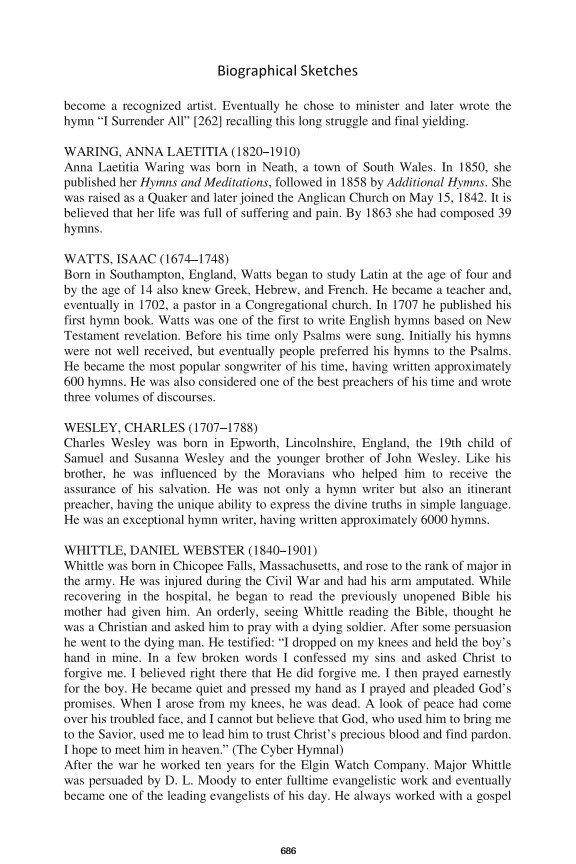 Biographical Sketches
become a recognized artist. Eventually he chose to minister and later wrote the
hymn “I Surrender All” [262] recalling this long struggle and final yielding.
WARING, ANNA LAETITIA (1820–1910)
Anna Laetitia Waring was born in Neath, a town of South Wales. In 1850, she
published her Hymns and Meditations, followed in 1858 by Additional Hymns. She
was raised as a Quaker and later joined the Anglican Church on May 15, 1842. It is
believed that her life was full of suffering and pain. By 1863 she had composed 39
hymns.
WATTS, ISAAC (1674–1748)
Born in Southampton, England, Watts began to study Latin at the age of four and
by the age of 14 also knew Greek, Hebrew, and French. He became a teacher and,
eventually in 1702, a pastor in a Congregational church. In 1707 he published his
first hymn book. Watts was one of the first to write English hymns based on New
Testament revelation. Before his time only Psalms were sung. Initially his hymns
were not well received, but eventually people preferred his hymns to the Psalms.
He became the most popular songwriter of his time, having written approximately
600 hymns. He was also considered one of the best preachers of his time and wrote
three volumes of discourses.
WESLEY, CHARLES (1707–1788)
Charles Wesley was born in Epworth, Lincolnshire, England, the 19th child of
Samuel and Susanna Wesley and the younger brother of John Wesley. Like his
brother, he was influenced by the Moravians who helped him to receive the
assurance of his salvation. He was not only a hymn writer but also an itinerant
preacher, having the unique ability to express the divine truths in simple language.
He was an exceptional hymn writer, having written approximately 6000 hymns.
WHITTLE, DANIEL WEBSTER (1840–1901)
Whittle was born in Chicopee Falls, Massachusetts, and rose to the rank of major in
the army. He was injured during the Civil War and had his arm amputated. While
recovering in the hospital, he began to read the previously unopened Bible his
mother had given him. An orderly, seeing Whittle reading the Bible, thought he
was a Christian and asked him to pray with a dying soldier. After some persuasion
he went to the dying man. He testified: “I dropped on my knees and held the boy’s
hand in mine. In a few broken words I confessed my sins and asked Christ to
forgive me. I believed right there that He did forgive me. I then prayed earnestly
for the boy. He became quiet and pressed my hand as I prayed and pleaded God’s
promises. When I arose from my knees, he was dead. A look of peace had come
over his troubled face, and I cannot but believe that God, who used him to bring me
to the Savior, used me to lead him to trust Christ’s precious blood and find pardon.
I hope to meet him in heaven.” (The Cyber Hymnal)
After the war he worked ten years for the Elgin Watch Company. Major Whittle
was persuaded by D. L. Moody to enter fulltime evangelistic work and eventually
became one of the leading evangelists of his day. He always worked with a gospel
686